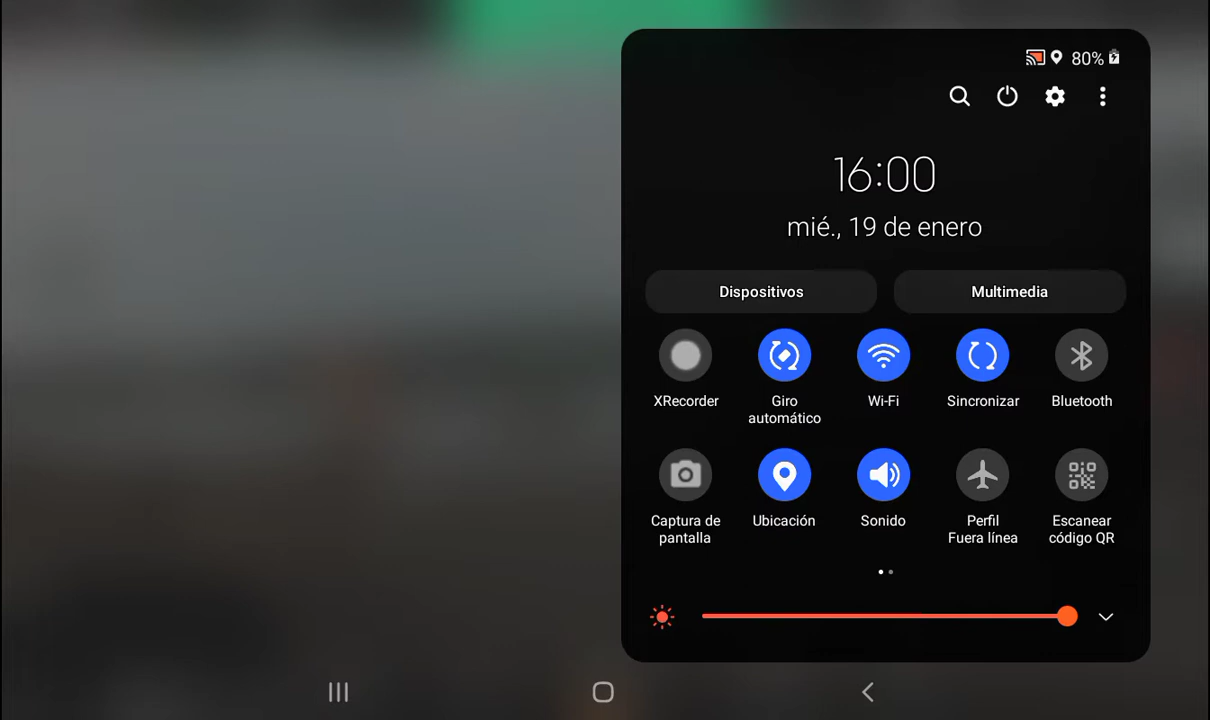 80%
16:00
mié., 19 de enero
Dispositivos
Multimedia
XRecorder
Giro
automático
Wi-Fi
Sincronizar
Bluetooth
Captura de
pantalla
Ubicación
Sonido
Perfil
Fuera línea
Escanear
código QR